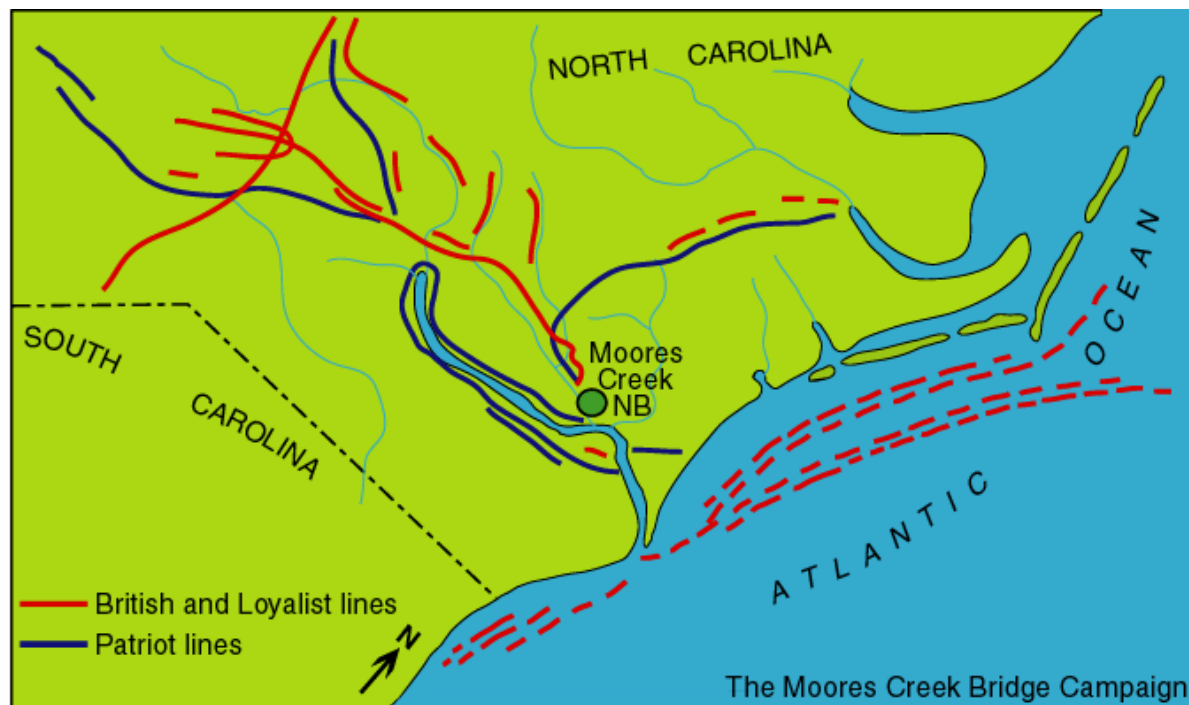 NORTH CAROLINA
OCEAN
SOUTH
CAROLINA
Moores
Creek
NB
ATLANTIC
British and Loyalist lines
Patriot lines
N
The Moores Creek Bridge Campaign